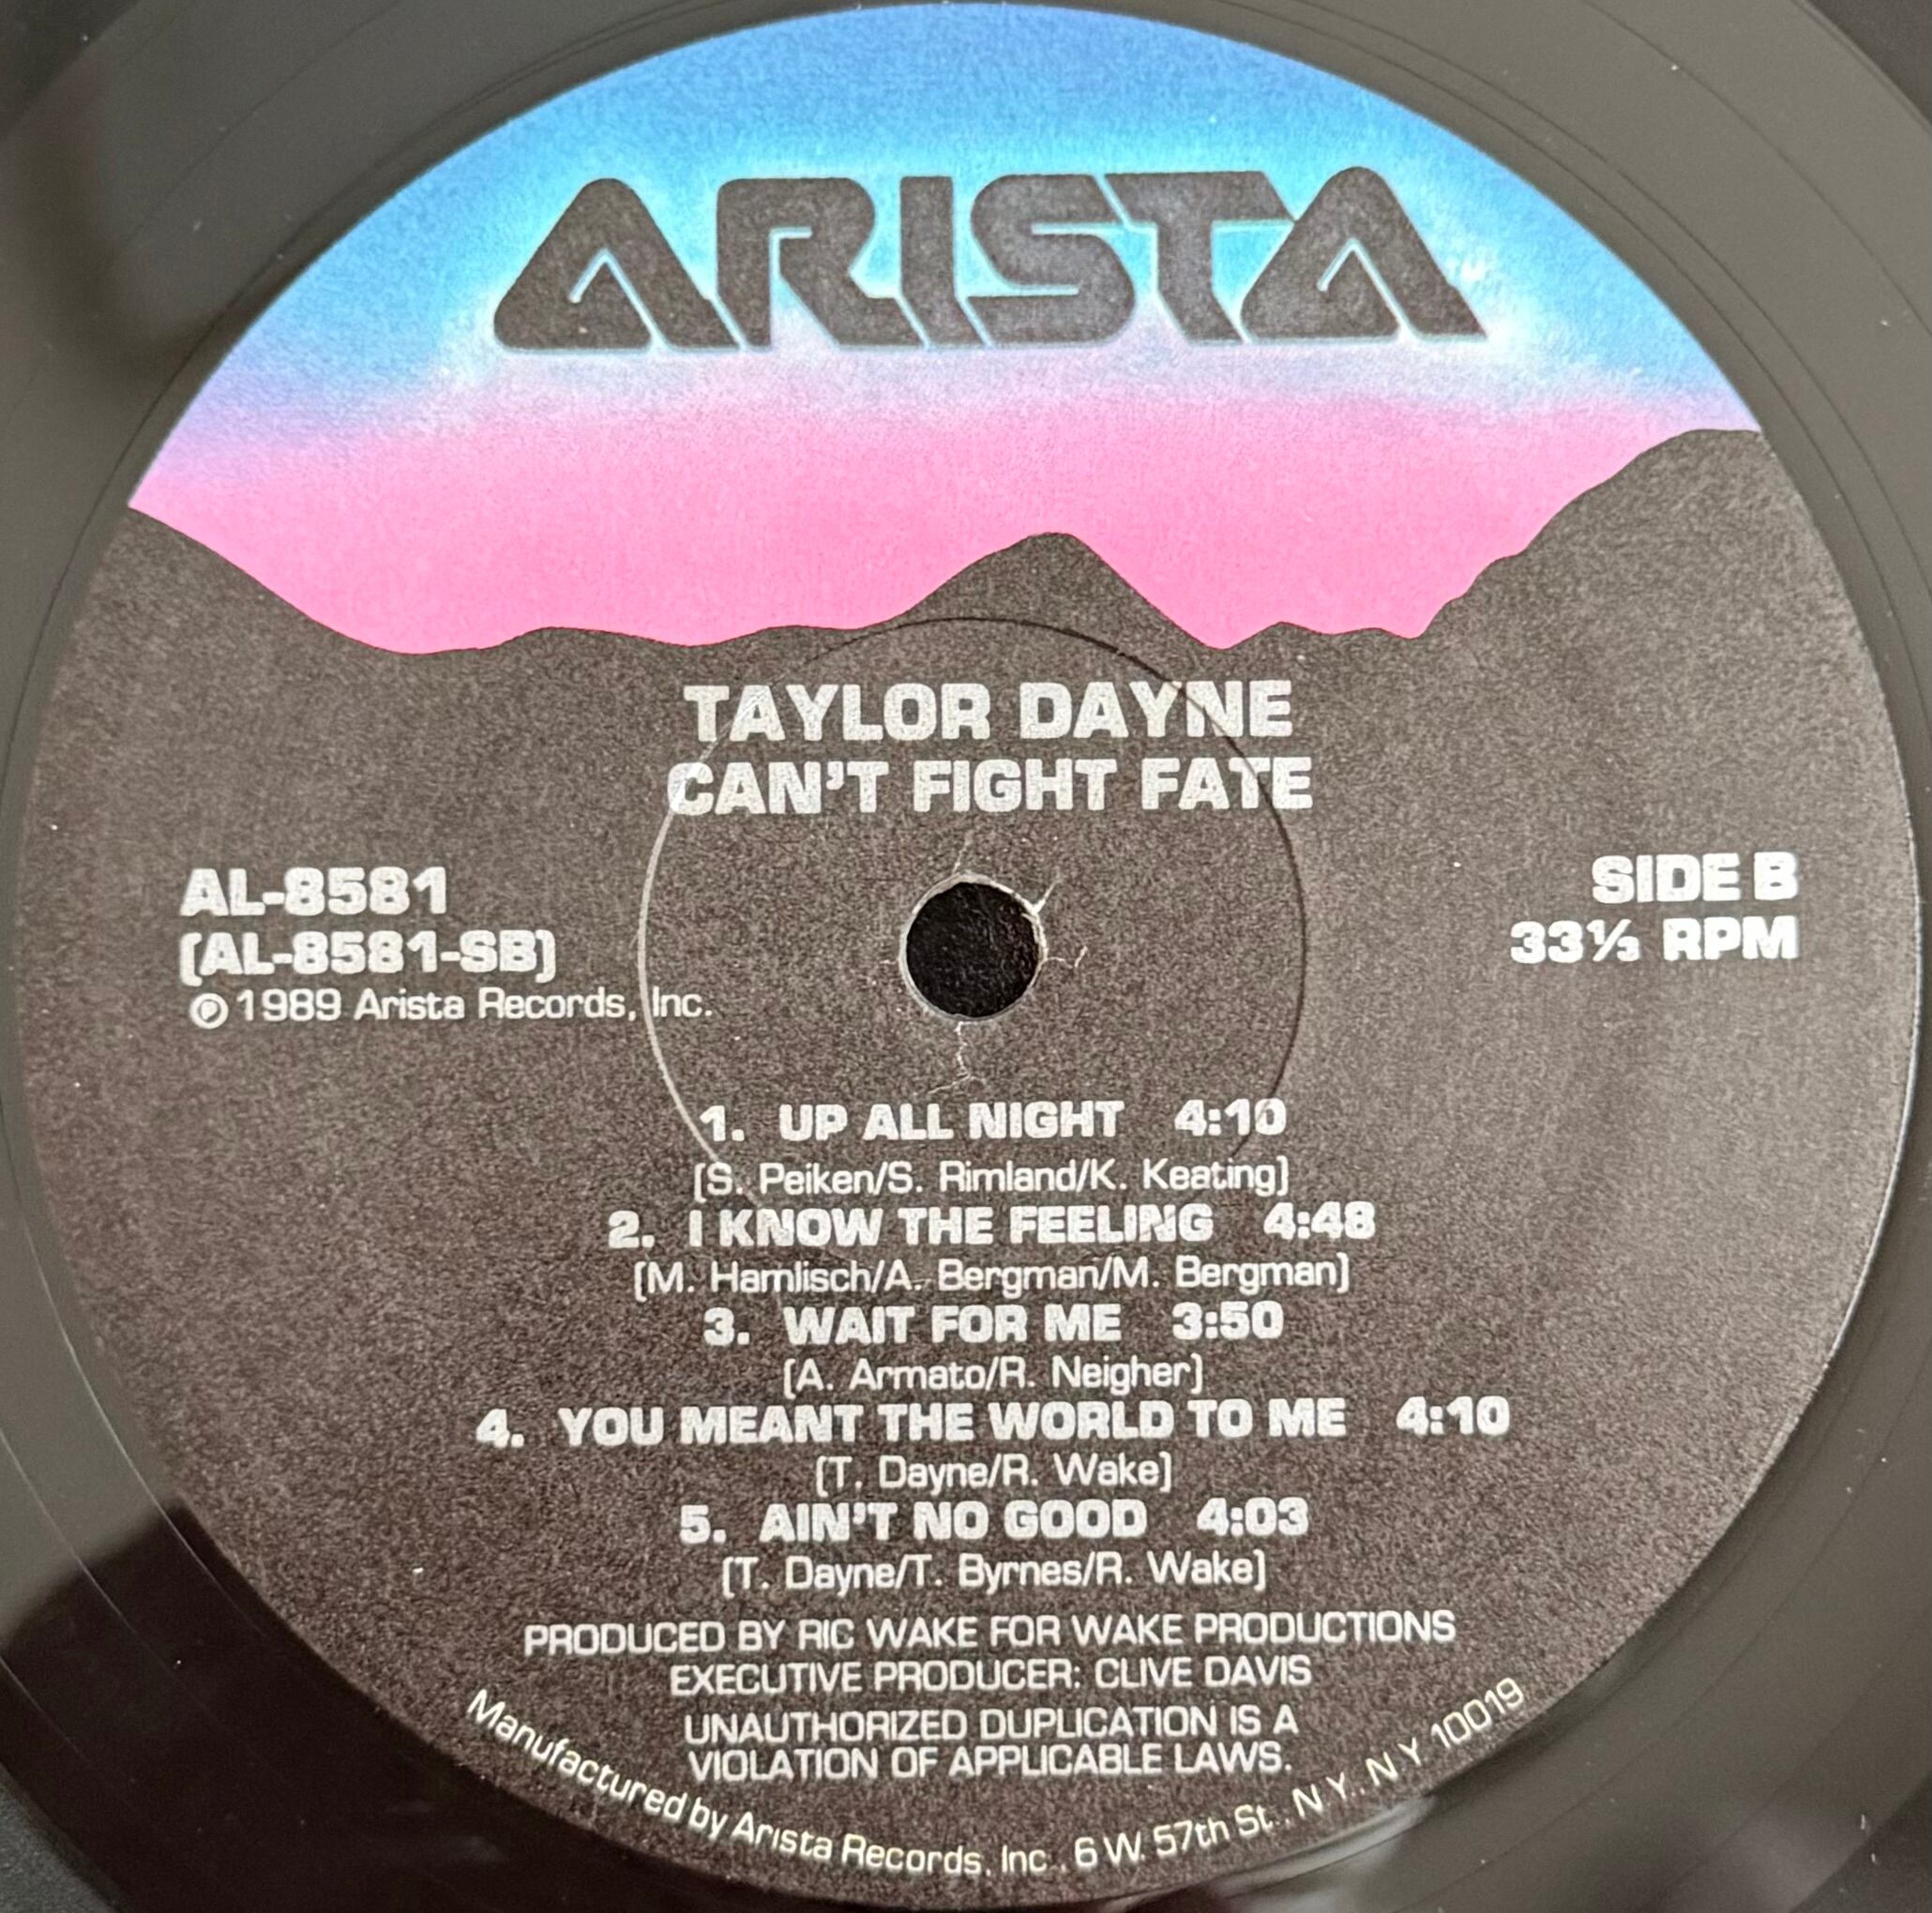 ARISTA
TAYLOR DAYNE
CAN'T FIGHT FATE
AL-8581
(AL-8581-SB)
℗ 1989 Arista Records, Inc.
SIDE B
33⅓ RPM
1. UP ALL NIGHT 4:10
(S. Peiken/S. Rimland/K. Keating)
2. I KNOW THE FEELING 4:48
(M. Hamlisch/A. Bergman/M. Bergman)
3. WAIT FOR ME 3:50
(A. Armato/R. Neigher)
4. YOU MEANT THE WORLD TO ME 4:10
(T. Dayne/R. Wake)
5. AIN'T NO GOOD 4:03
(T. Dayne/T. Byrnes/R. Wake)
PRODUCED BY RIC WAKE FOR WAKE PRODUCTIONS
EXECUTIVE PRODUCER: CLIVE DAVIS
UNAUTHORIZED DUPLICATION IS A
VIOLATION OF APPLICABLE LAWS.
Manufactured by Arista Records, Inc., 6 W. 57th St., N.Y., N.Y. 10019